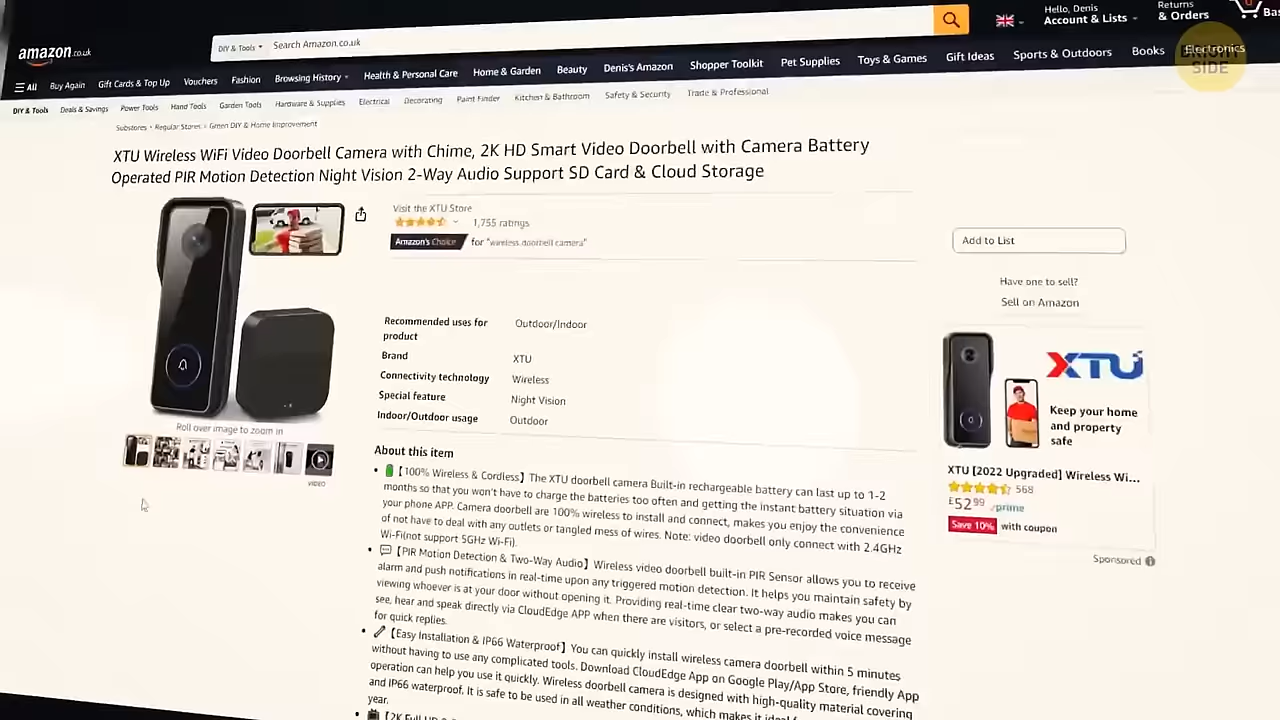 amazon.co.uk
DIY & Tools
Search Amazon.co.uk
Hello, Denis
Account & Lists
Returns
& Orders
0
All
Buy Again
Gift Cards & Top Up
Vouchers
Fashion
Browsing History
Health & Personal Care
Home & Garden
Beauty
Denis's Amazon
Shopper Toolkit
Pet Supplies
Toys & Games
Gift Ideas
Sports & Outdoors
Books
Electronics
BRIGHT
SIDE
DIY & Tools
Deals & Savings
Power Tools
Hand Tools
Garden Tools
Hardware & Supplies
Electrical
Decorating
Paint Finder
Kitchen & Bathroom
Safety & Security
Trade & Professional
Substores › Regular Stores › Green DIY & Home Improvement
XTU Wireless WiFi Video Doorbell Camera with Chime, 2K HD Smart Video Doorbell with Camera Battery
Operated PIR Motion Detection Night Vision 2-Way Audio Support SD Card & Cloud Storage
Visit the XTU Store
1,755 ratings
Amazon's Choice for "wireless doorbell camera"
Add to List
Have one to sell?
Sell on Amazon
Recommended uses for product Outdoor/Indoor
Brand XTU
Connectivity technology Wireless
Special feature Night Vision
Indoor/Outdoor usage Outdoor
Roll over image to zoom in
VIDEO
About this item
• 【100% Wireless & Cordless】The XTU doorbell camera Built-in rechargeable battery can last up to 1-2
months so that you won't have to charge the batteries too often and getting the instant battery situation via
your phone APP. Camera doorbell are 100% wireless to install and connect, makes you enjoy the convenience
of not have to deal with any outlets or tangled mess of wires. Note: video doorbell only connect with 2.4GHz
Wi-Fi(not support 5GHz Wi-Fi).
• 【PIR Motion Detection & Two-Way Audio】Wireless video doorbell built-in PIR Sensor allows you to receive
alarm and push notifications in real-time upon any triggered motion detection. It helps you maintain safety by
viewing whoever is at your door without opening it. Providing real-time clear two-way audio makes you can
see, hear and speak directly via CloudEdge APP when there are visitors, or select a pre-recorded voice message
for quick replies.
• 【Easy Installation & IP66 Waterproof】You can quickly install wireless camera doorbell within 5 minutes
without having to use any complicated tools. Download CloudEdge App on Google Play/App Store, friendly App
operation can help you use it quickly. Wireless doorbell camera is designed with high-quality material covering
and IP66 waterproof. It is safe to be used in all weather conditions, which makes it
year.
XTU
Keep your home
and property
safe
XTU [2022 Upgraded] Wireless Wi...
568
£52.99 prime
Save 10% with coupon
Sponsored